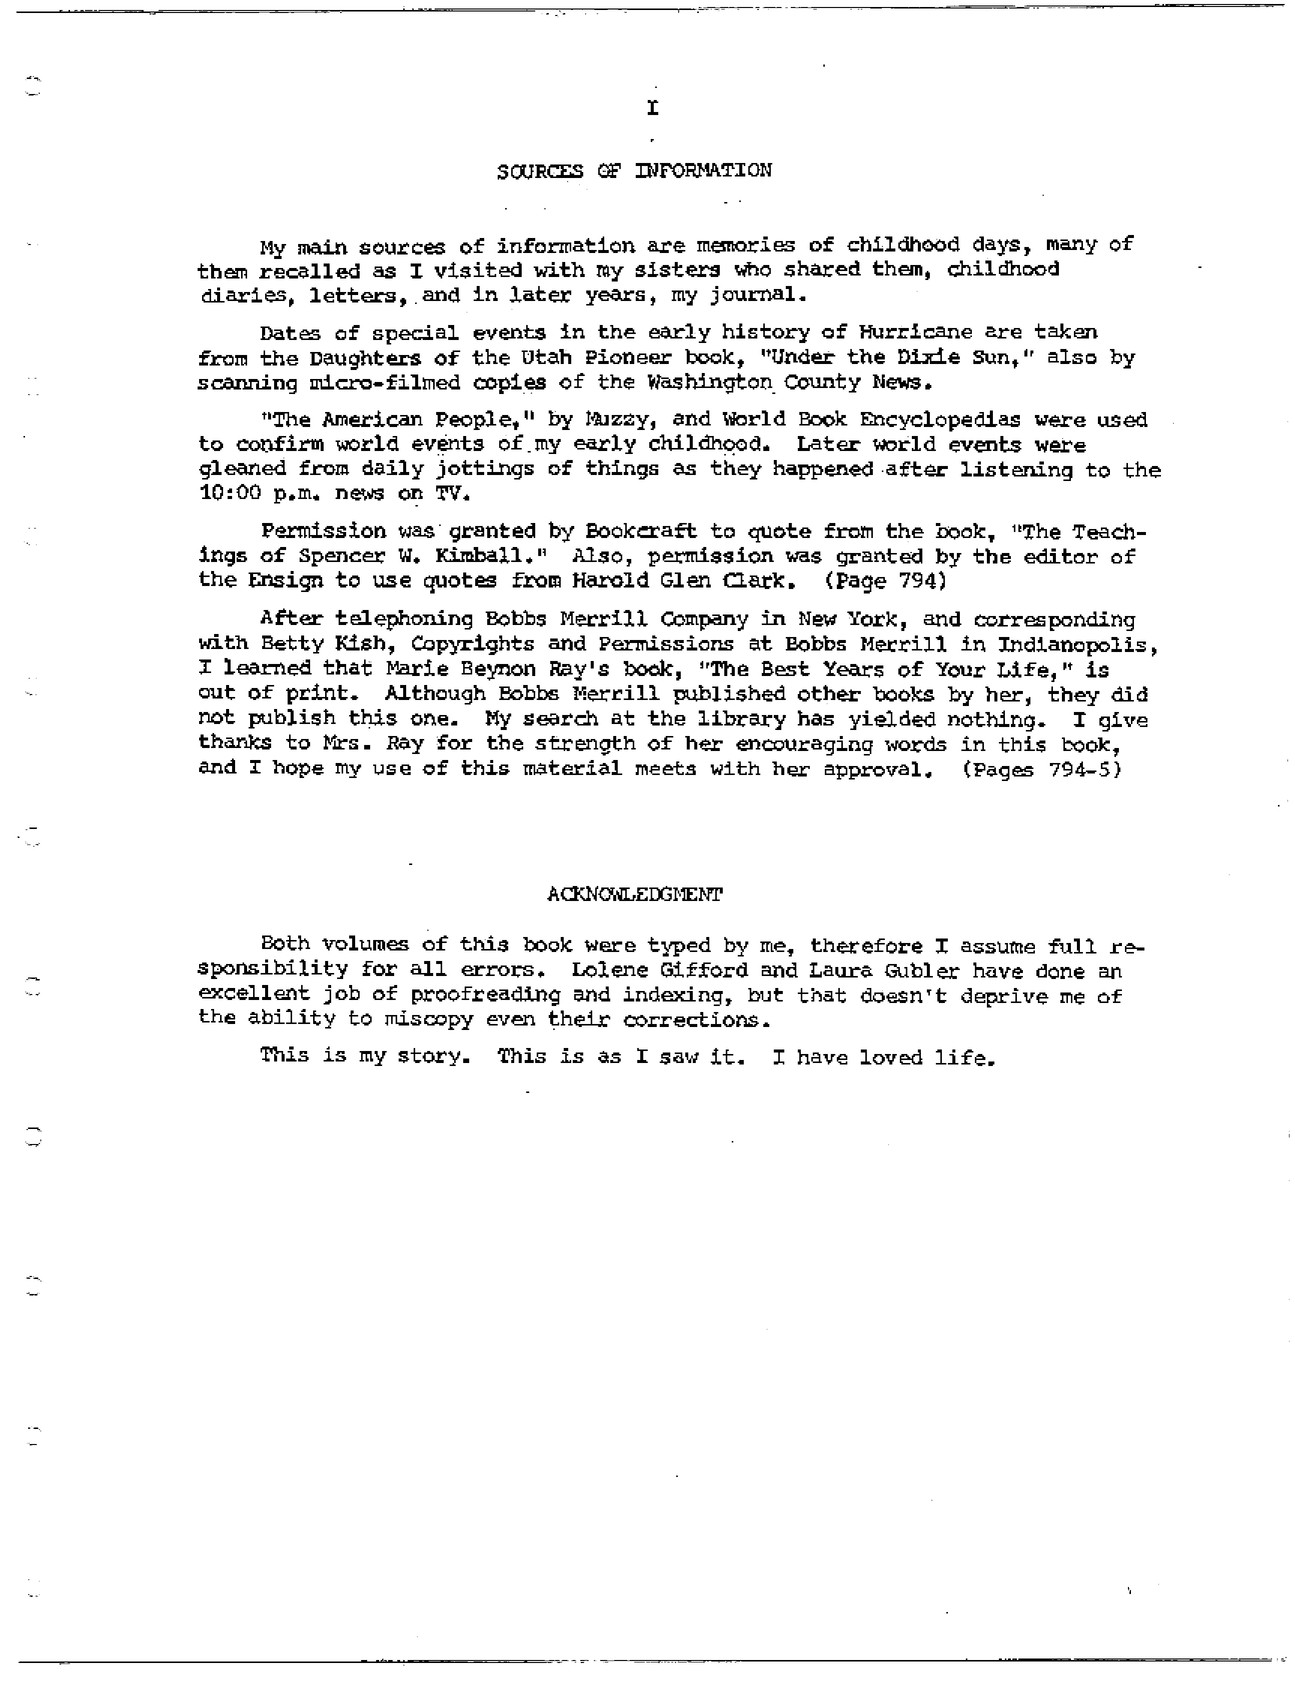 I
SOURCES OF INFORMATION
My main sources of information are memories of childhood days, many of
them recalled as I visited with my sisters who shared them, childhood
diaries, letters, and in later years, my journal.
Dates of special events in the early history of Hurricane are taken
from the Daughters of the Utah Pioneer book, "Under the Dixie Sun," also by
scanning micro-filmed copies of the Washington County News.
"The American People," by Muzzy, and World Book Encyclopedias were used
to confirm world events of my early childhood. Later world events were
gleaned from daily jottings of things as they happened after listening to the
10:00 p.m. news on TV.
Permission was granted by Bookcraft to quote from the book, "The Teach-
ings of Spencer W. Kimball." Also, permission was granted by the editor of
the Ensign to use quotes from Harold Glen Clark. (Page 794)
After telephoning Bobbs Merrill Company in New York, and corresponding
with Betty Kish, Copyrights and Permissions at Bobbs Merrill in Indianopolis,
I learned that Marie Beynon Ray's book, "The Best Years of Your Life," is
out of print. Although Bobbs Merrill published other books by her, they did
not publish this one. My search at the library has yielded nothing. I give
thanks to Mrs. Ray for the strength of her encouraging words in this book,
and I hope my use of this material meets with her approval. (Pages 794-5)
ACKNOWLEDGMENT
Both volumes of this book were typed by me, therefore I assume full re-
sponsibility for all errors. Lolene Gifford and Laura Gubler have done an
excellent job of proofreading and indexing, but that doesn't deprive me of
the ability to miscopy even their corrections.
This is my story. This is as I saw it. I have loved life.